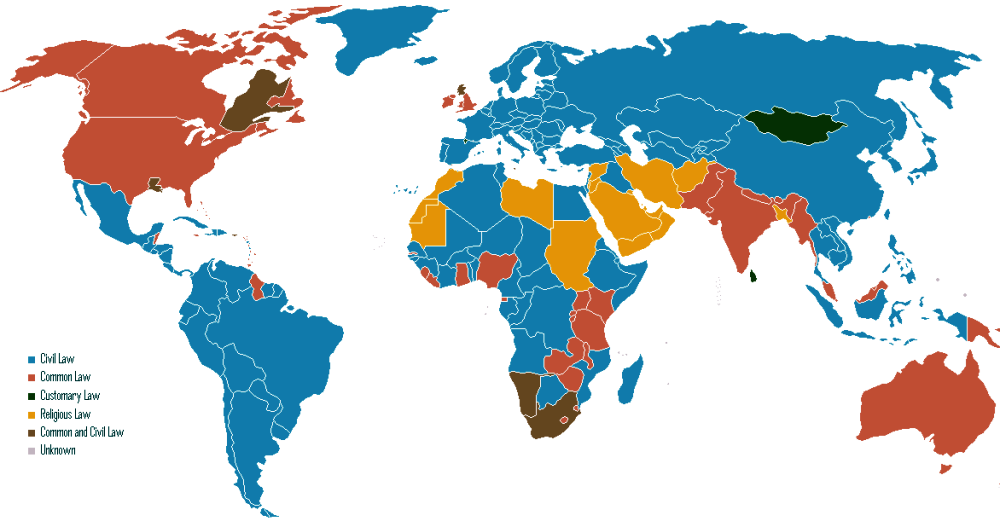 Civil Law
Common Law
Customary Law
Religious Law
Common and Civil Law
Unknown